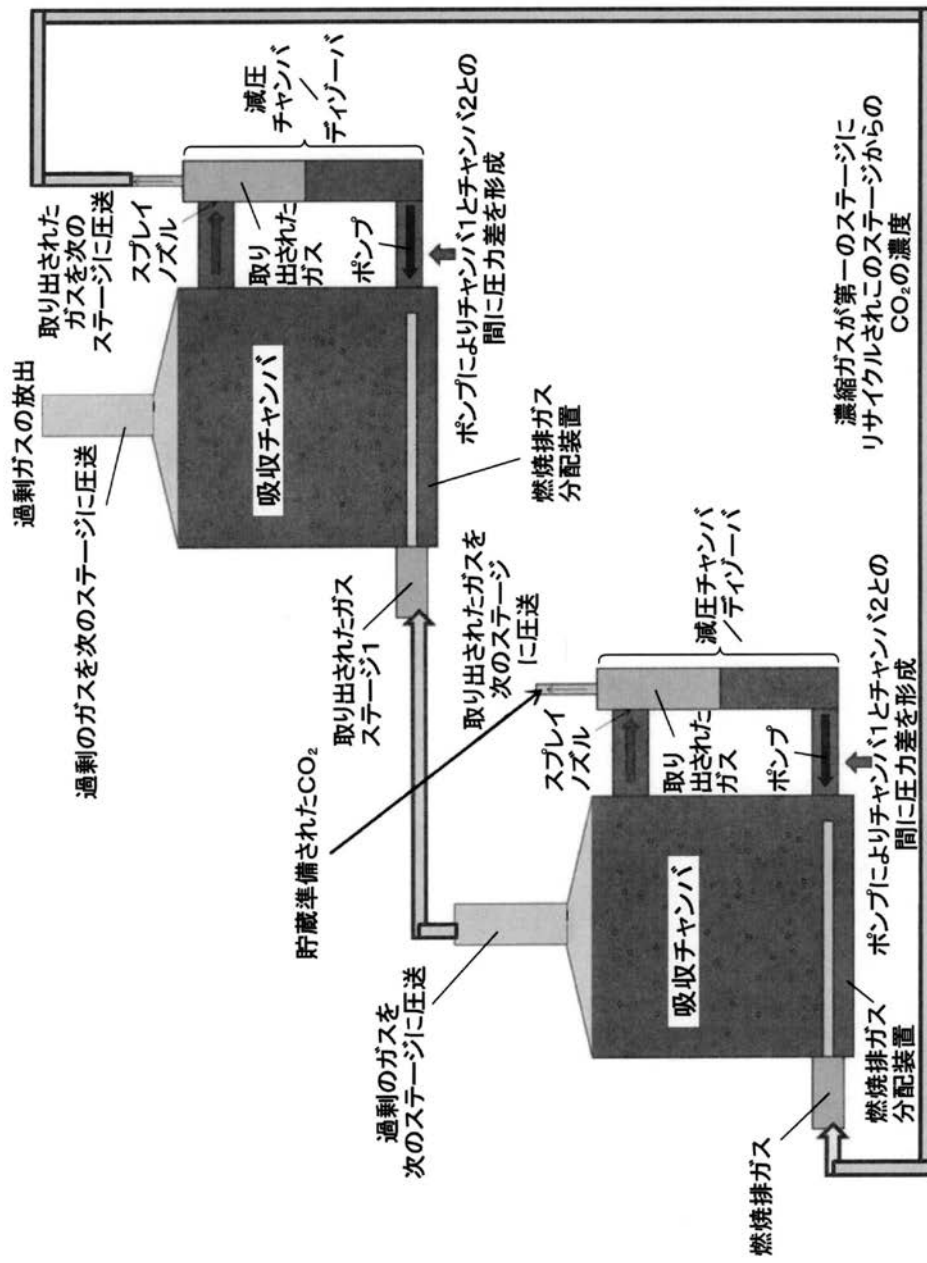 過剰ガスの放出
過剰のガスを次のステージに圧送
取り出された
ガスを次の
ステージに圧送
スプレイ
ノズル
減圧
チャンバ
/
ディゾーバ
取り
出された
ガス
ポンプ
吸収チャンバ
ポンプによりチャンバ1とチャンバ2との
間に圧力差を形成
燃焼排ガス
分配装置
取り出されたガス
ステージ1
貯蔵準備されたCO₂
取り出されたガスを
次のステージ
に圧送
スプレイ
ノズル
減圧チャンバ
/ディゾーバ
取り
出された
ガス
ポンプ
吸収チャンバ
過剰のガスを
次のステージに圧送
ポンプによりチャンバ1とチャンバ2との
間に圧力差を形成
燃焼排ガス
分配装置
燃焼排ガス
濃縮ガスが第一のステージに
リサイクルされこのステージからの
CO₂の濃度